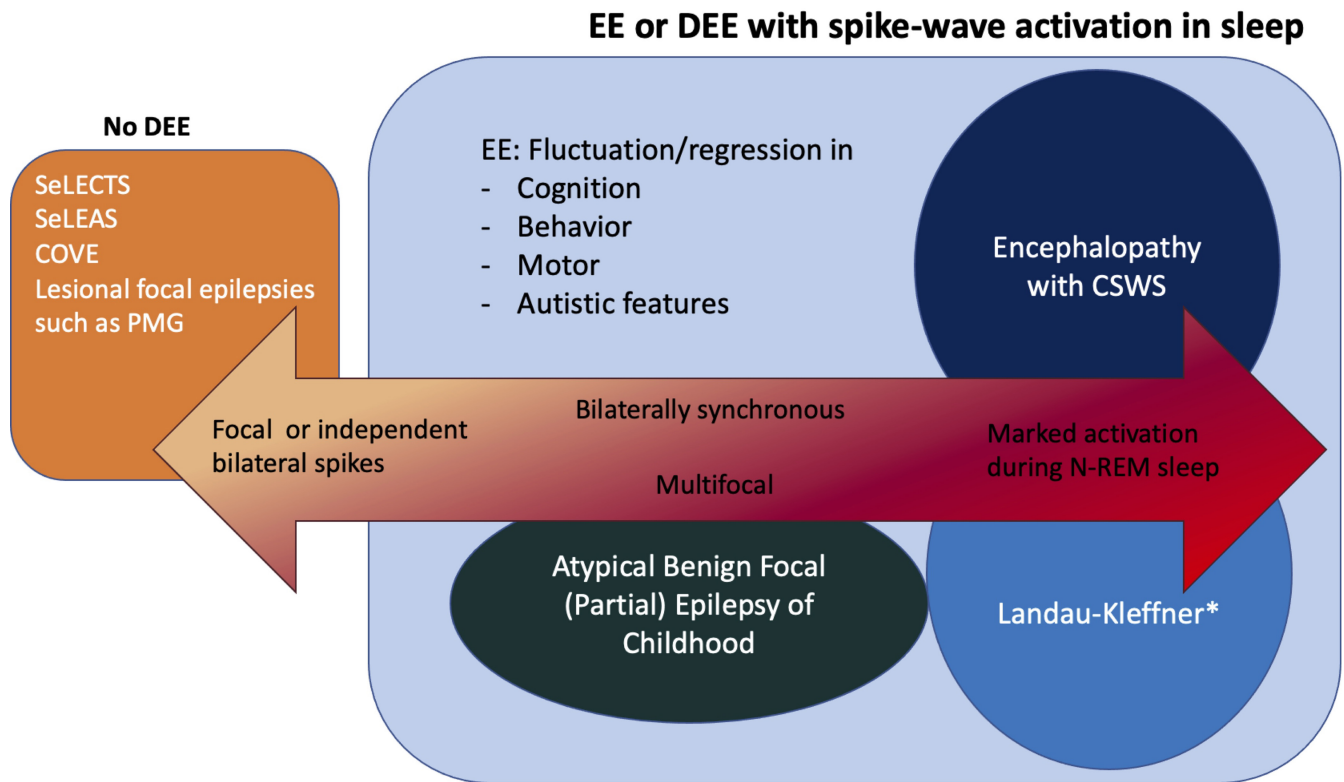 EE or DEE with spike-wave activation in sleep
No DEE
SeLECTS
SeLEAS
COVE
Lesional focal epilepsies
such as PMG
EE: Fluctuation/regression in
- Cognition
- Behavior
- Motor
- Autistic features
Encephalopathy
with CSWS
Focal or independent
bilateral spikes
Bilaterally synchronous
Multifocal
Marked activation
during N-REM sleep
Atypical Benign Focal
(Partial) Epilepsy of
Childhood
Landau-Kleffner*